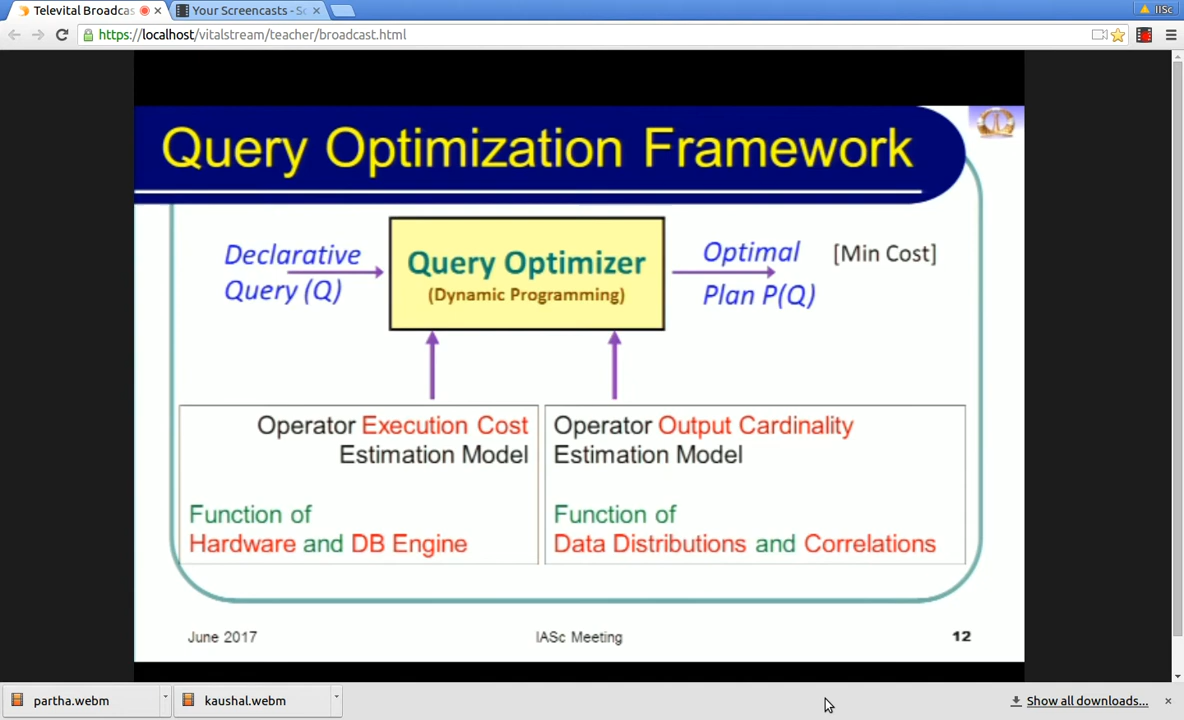 Televital Broadcas
Your Screencasts - Sc
IISc
https://localhost/vitalstream/teacher/broadcast.html
Query Optimization Framework
Declarative
Query (Q)
Query Optimizer
(Dynamic Programming)
Optimal
Plan P(Q)
[Min Cost]
Operator Execution Cost
Estimation Model
Function of
Hardware and DB Engine
Operator Output Cardinality
Estimation Model
Function of
Data Distributions and Correlations
June 2017
IASc Meeting
12
partha.webm
kaushal.webm
Show all downloads...